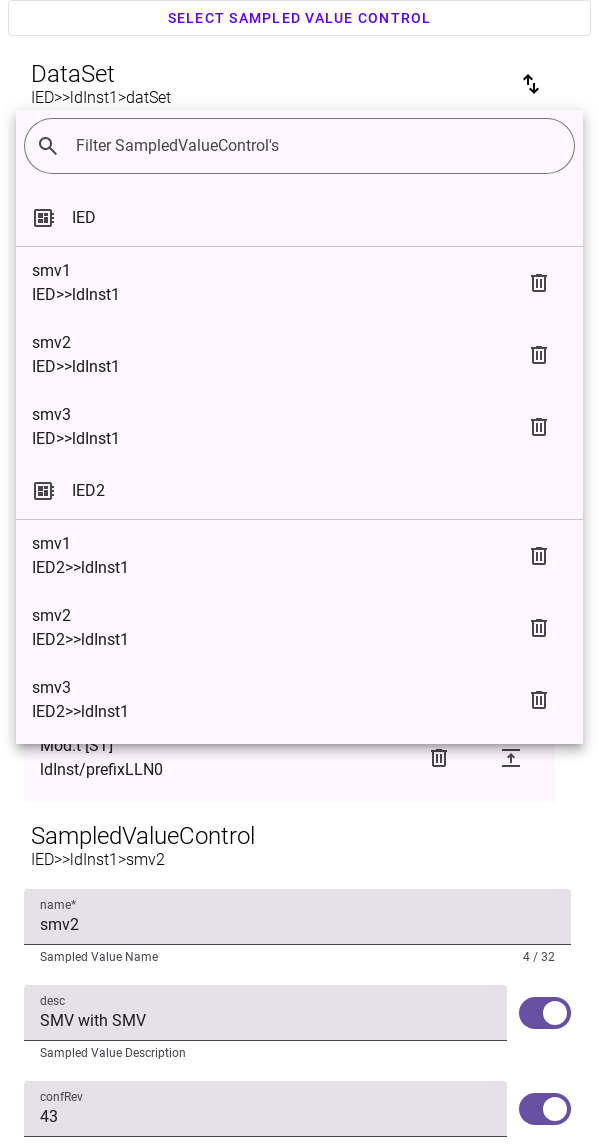 SELECT SAMPLED VALUE CONTROL
DataSet
IED>>ldInst1>datSet
Filter SampledValueControl's
IED
smv1
IED>>ldInst1
smv2
IED>>ldInst1
smv3
IED>>ldInst1
IED2
smv1
IED2>>ldInst1
smv2
IED2>>ldInst1
smv3
IED2>>ldInst1
Mod.t [ST]
ldInst/prefixLLN0
SampledValueControl
IED>>ldInst1>smv2
name*
smv2
Sampled Value Name 4 / 32
desc
SMV with SMV
Sampled Value Description
confRev
43